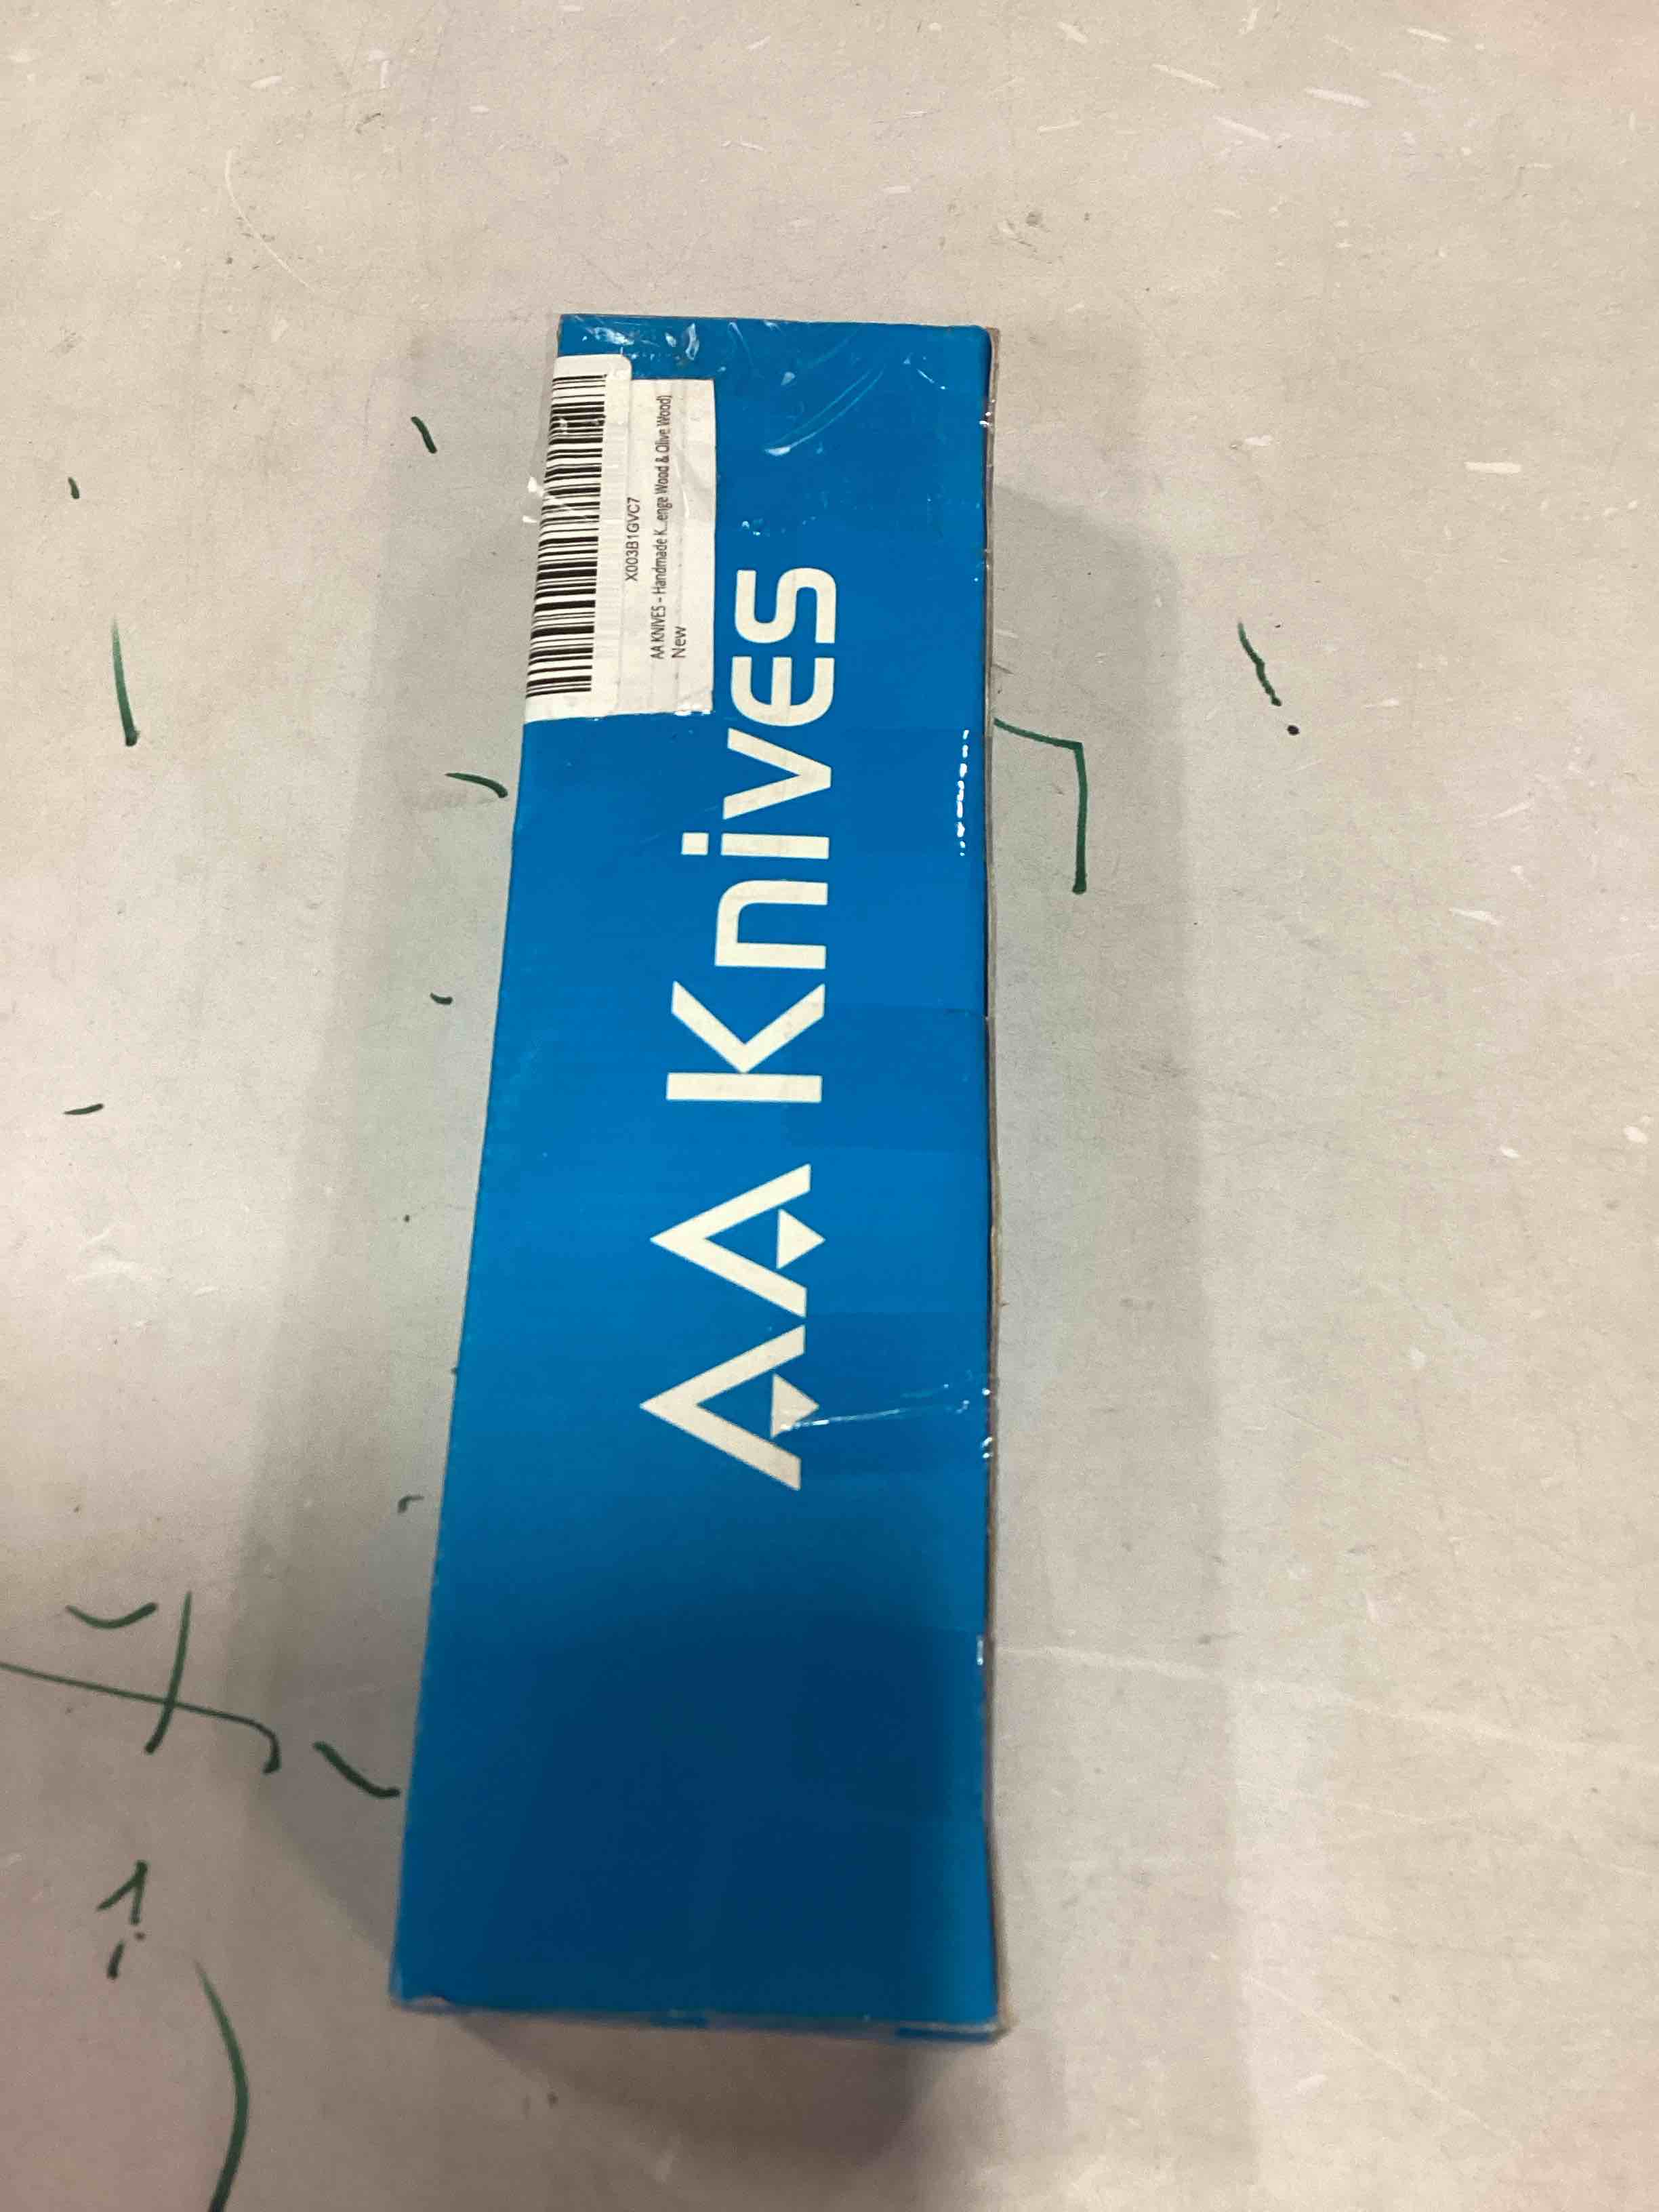 X003B1GVC7
AA KNIVES - Handmade K...enge Wood & Olive Wood)
New
AA Knives